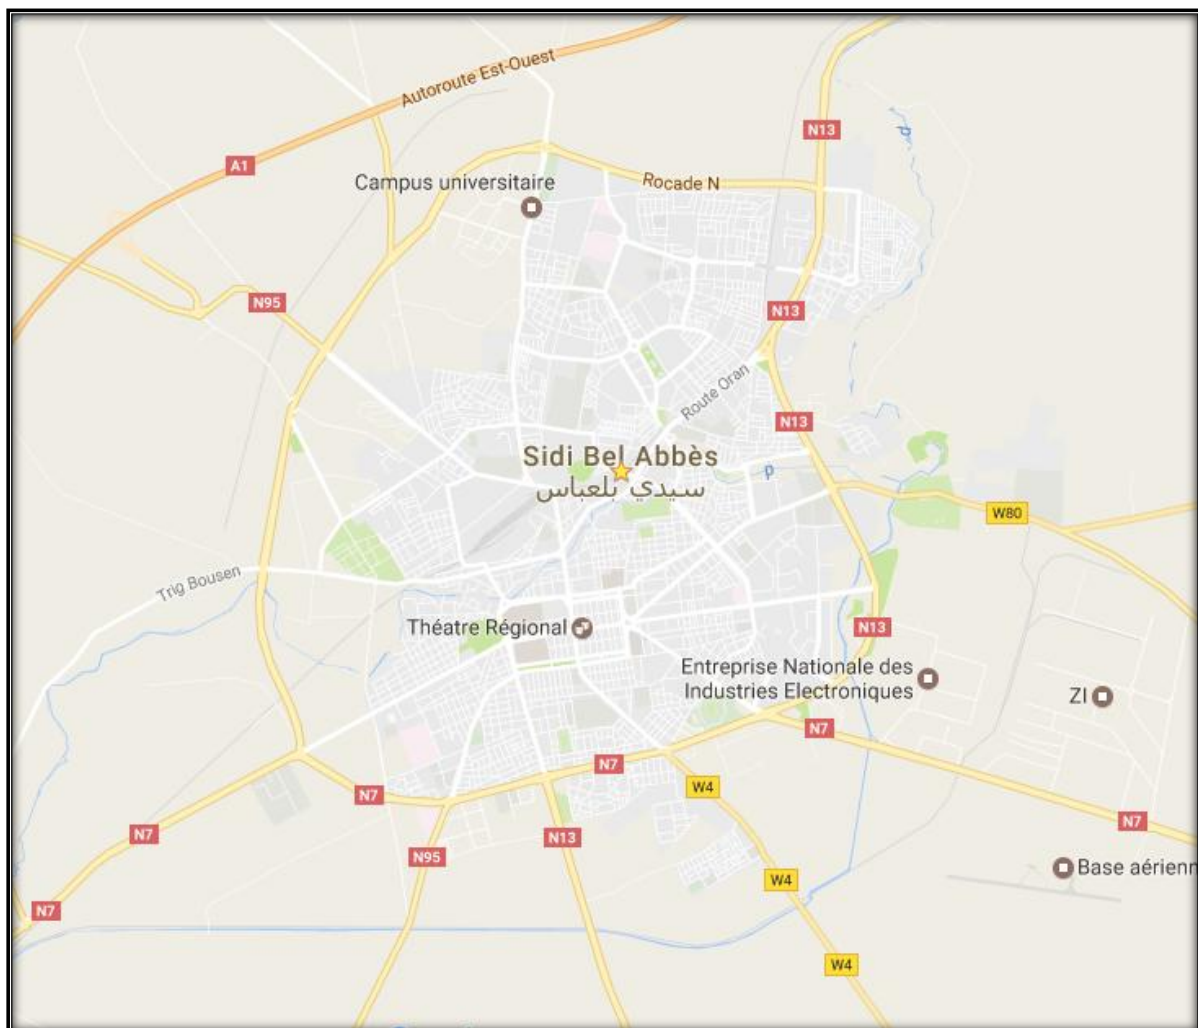 Autoroute Est-Ouest
N13
A1
Campus universitaire
Rocade N
N95
N13
Route Oran
N13
Sidi Bel Abbès
سيدي بلعباس
W80
Trig Bousen
Théatre Régional
N13
Entreprise Nationale des
Industries Electroniques
ZI
N7
N7
W4
N7
N7
N7
N13
N95
Base aérienn
W4
N7
W4